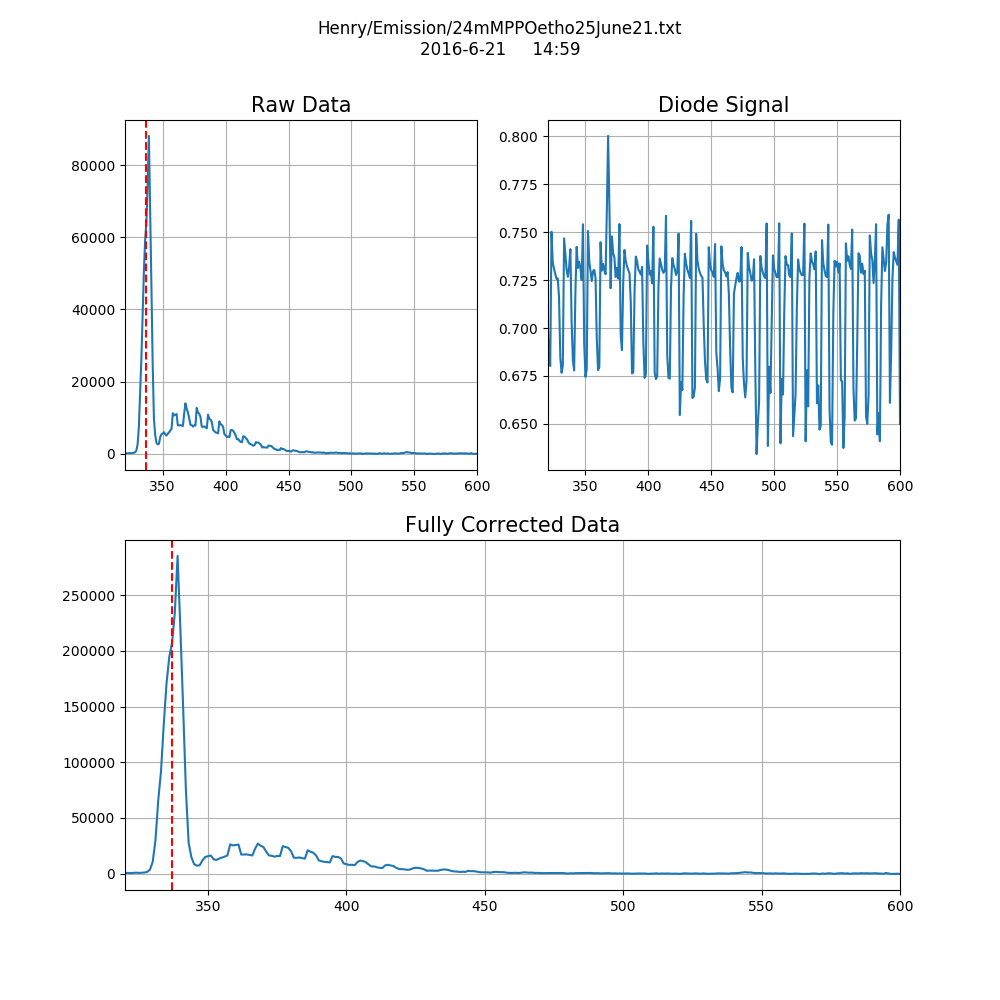 Henry/Emission/24mMPPOetho25June21.txt
2016-6-21 14:59
Raw Data
80000
60000
40000
20000
0
350 400 450 500 550 600
Diode Signal
0.800
0.775
0.750
0.725
0.700
0.675
0.650
350 400 450 500 550 600
Fully Corrected Data
250000
200000
150000
100000
50000
0
350 400 450 500 550 600